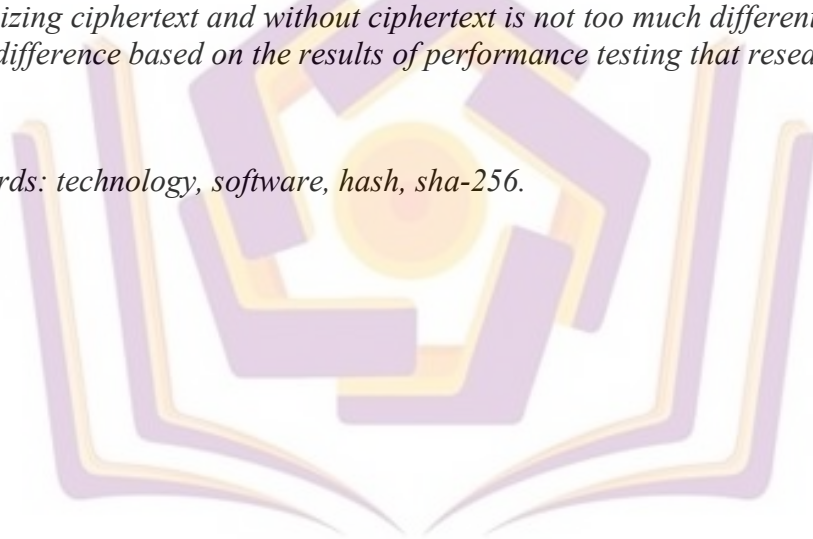 izing ciphertext and without ciphertext is not too much different
difference based on the results of performance testing that resea
rds: technology, software, hash, sha-256.